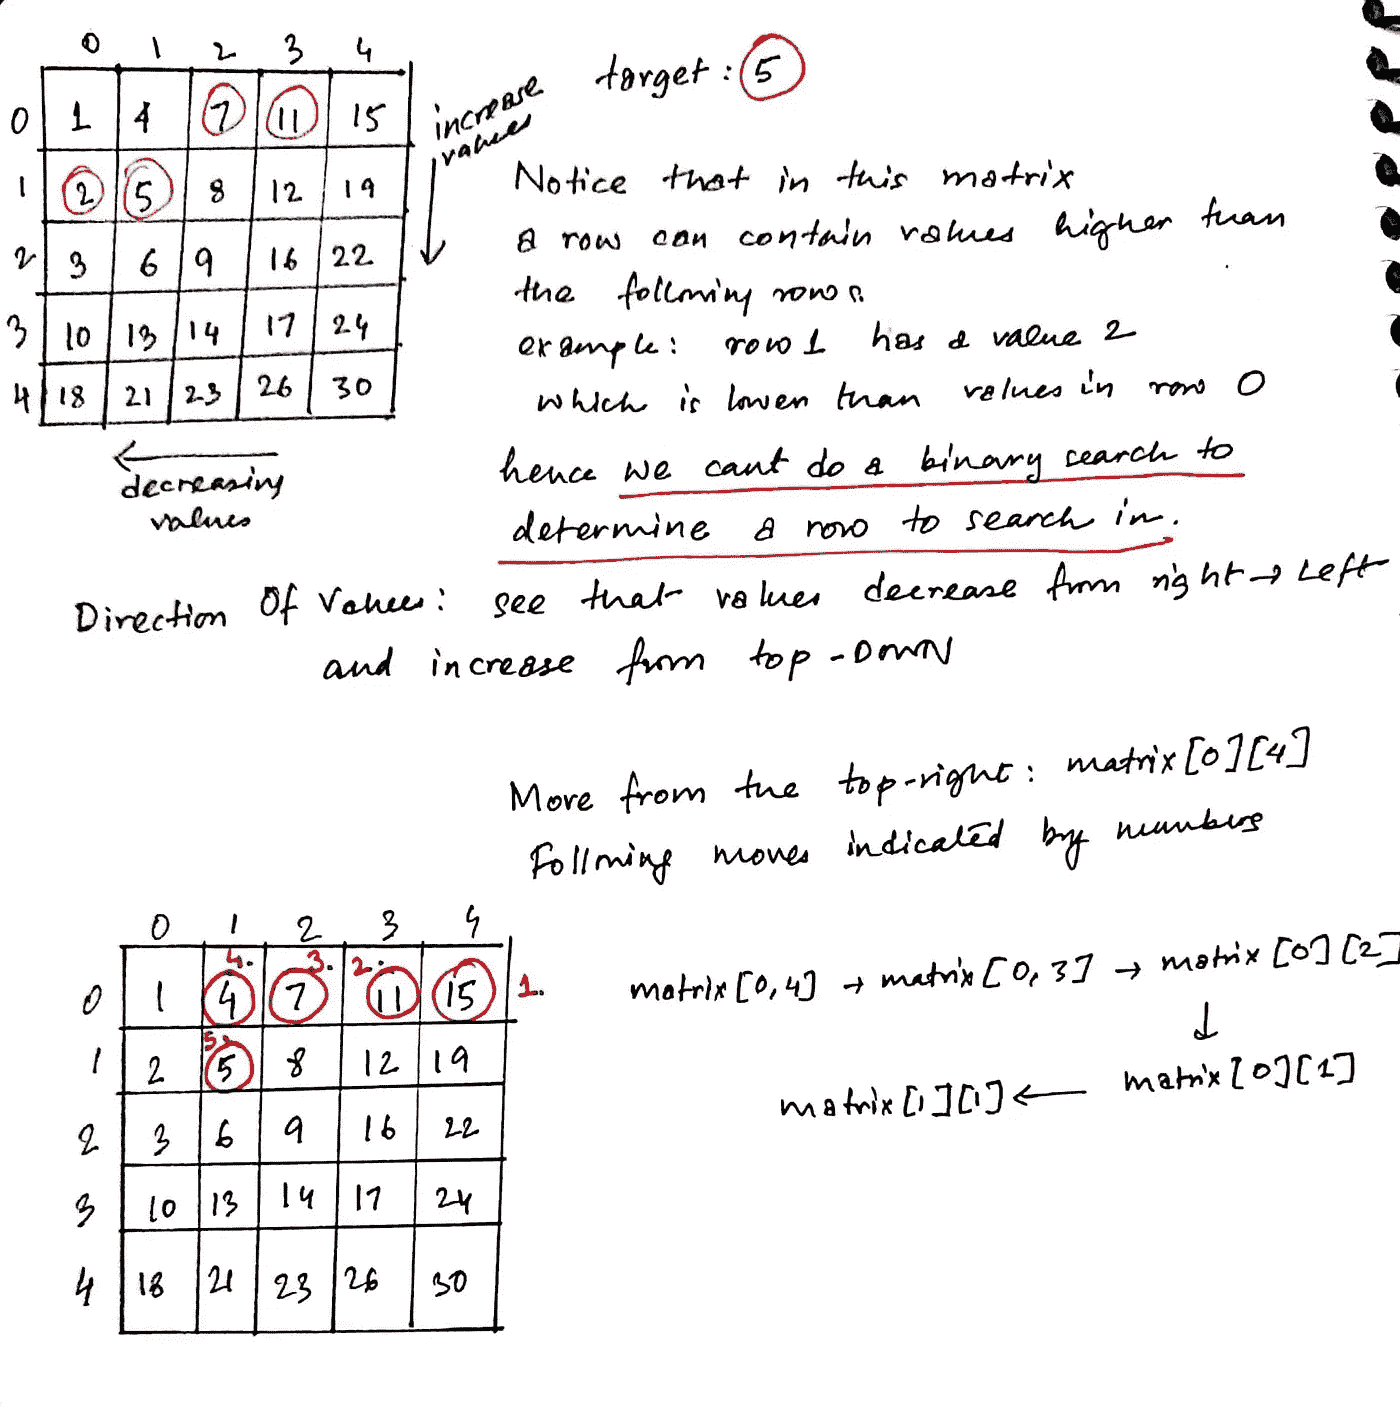 0 1 2 3 4
0 1 4 7 11 15
1 2 5 8 12 19
2 3 6 9 16 22
3 10 13 14 17 24
4 18 21 23 26 30
increase
values
decreasing
values
target: 5
Notice that in this matrix
a row can contain values higher than
the following rows.
example: row 1 has a value 2
which is lower than values in row 0
hence we cant do a binary search to
determine a row to search in.
Direction Of Values: see that values decrease from right → Left
and increase from top-Down
Move from the top-right: matrix[0][4]
Following moves indicated by numbers
0 1 2 3 4
4. 3. 2.
0 1 4 7 11 15 1.
5.
1 2 5 8 12 19
2 3 6 9 16 22
3 10 13 14 17 24
4 18 21 23 26 30
matrix[0,4] → matrix[0,3] → matrix[0][2]
↓
matrix[1][1] ← matrix[0][1]